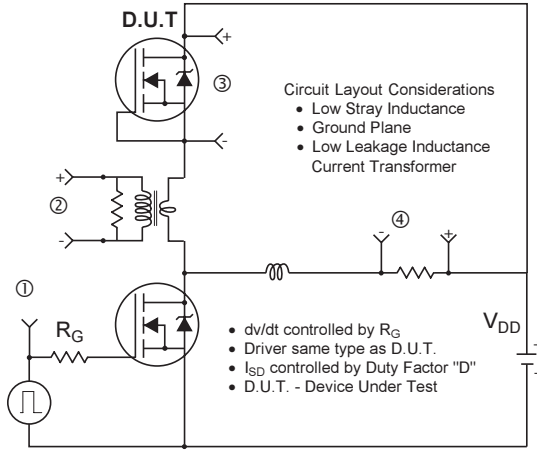 D.U.T
+
③
-
Circuit Layout Considerations
• Low Stray Inductance
• Ground Plane
• Low Leakage Inductance
Current Transformer
+
②
-
④
- +
①
R_G
V_DD
+
-
• dv/dt controlled by R_G
• Driver same type as D.U.T.
• I_SD controlled by Duty Factor "D"
• D.U.T. - Device Under Test